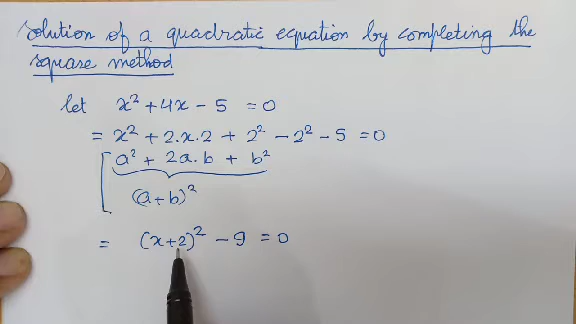 solution of a quadratic equation by completing the
square method
let x² + 4x - 5 = 0
= x² + 2.x.2 + 2² - 2² - 5 = 0
[ a² + 2a.b + b²
(a+b)²
= (x+2)² - 9 = 0